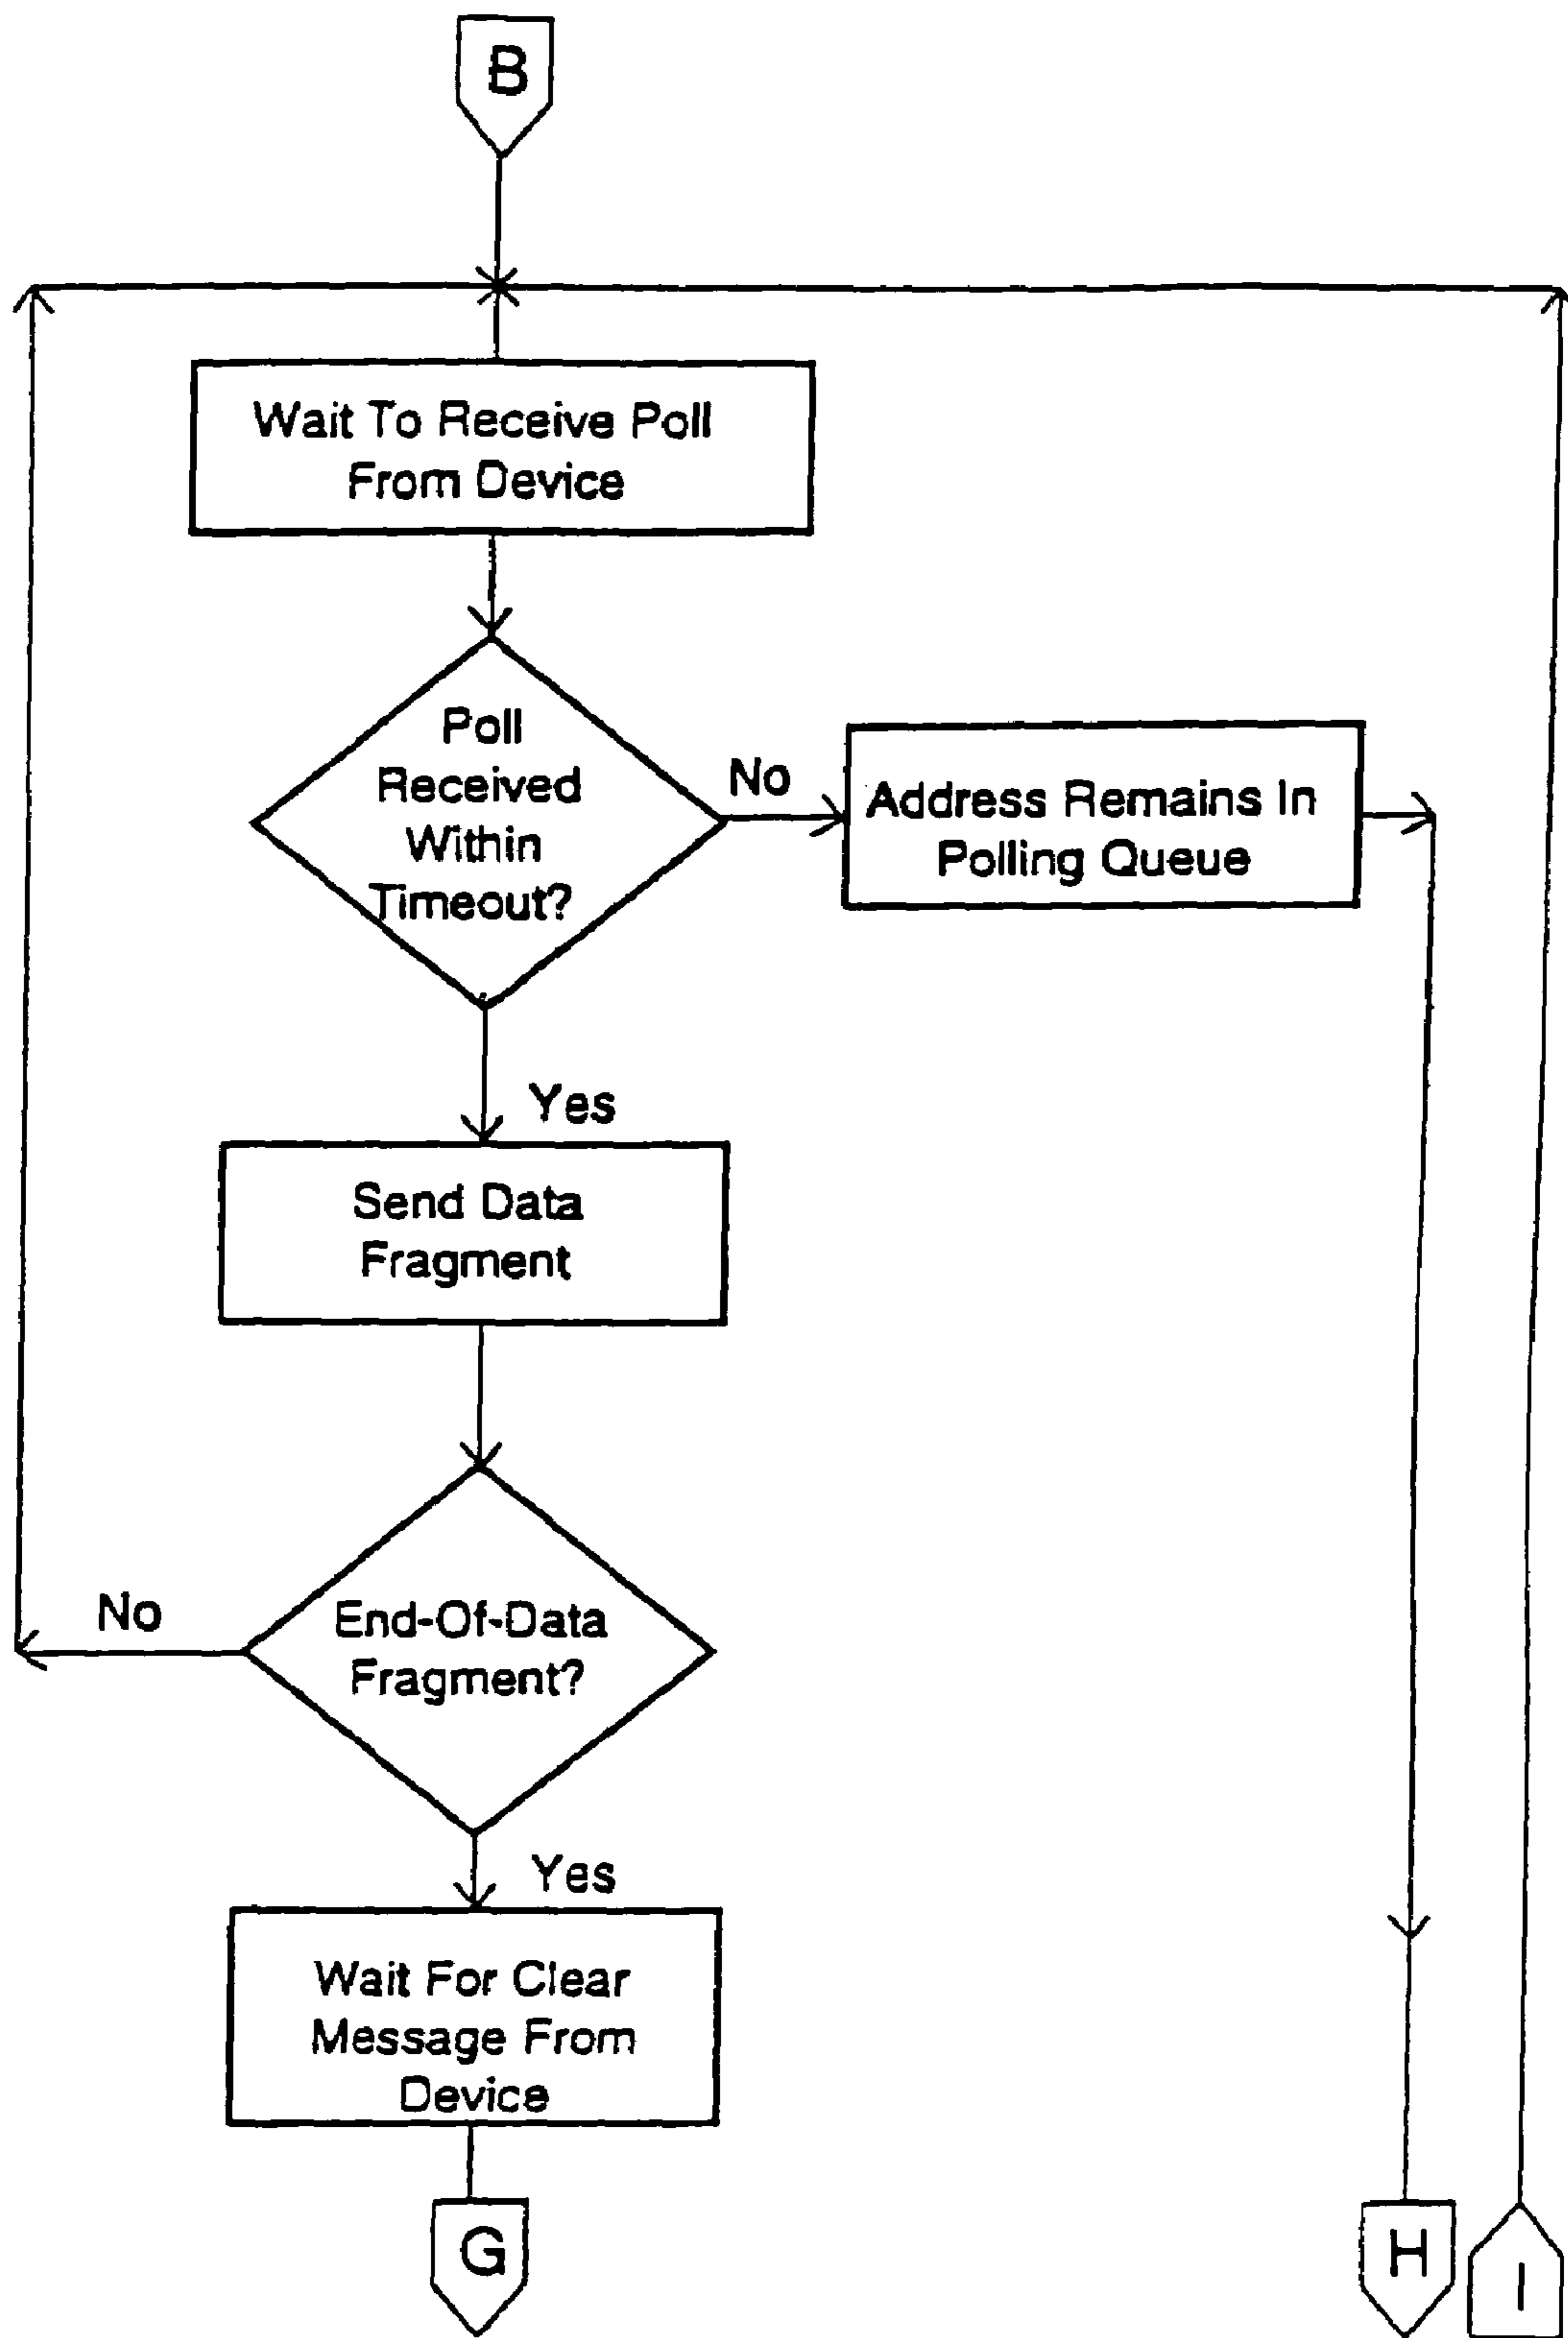 B
Wait To Receive Poll
From Device
Poll
Received
Within
Timeout?
No
Address Remains In
Polling Queue
Yes
Send Data
Fragment
No
End-Of-Data
Fragment?
Yes
Wait For Clear
Message From
Device
G
H
I